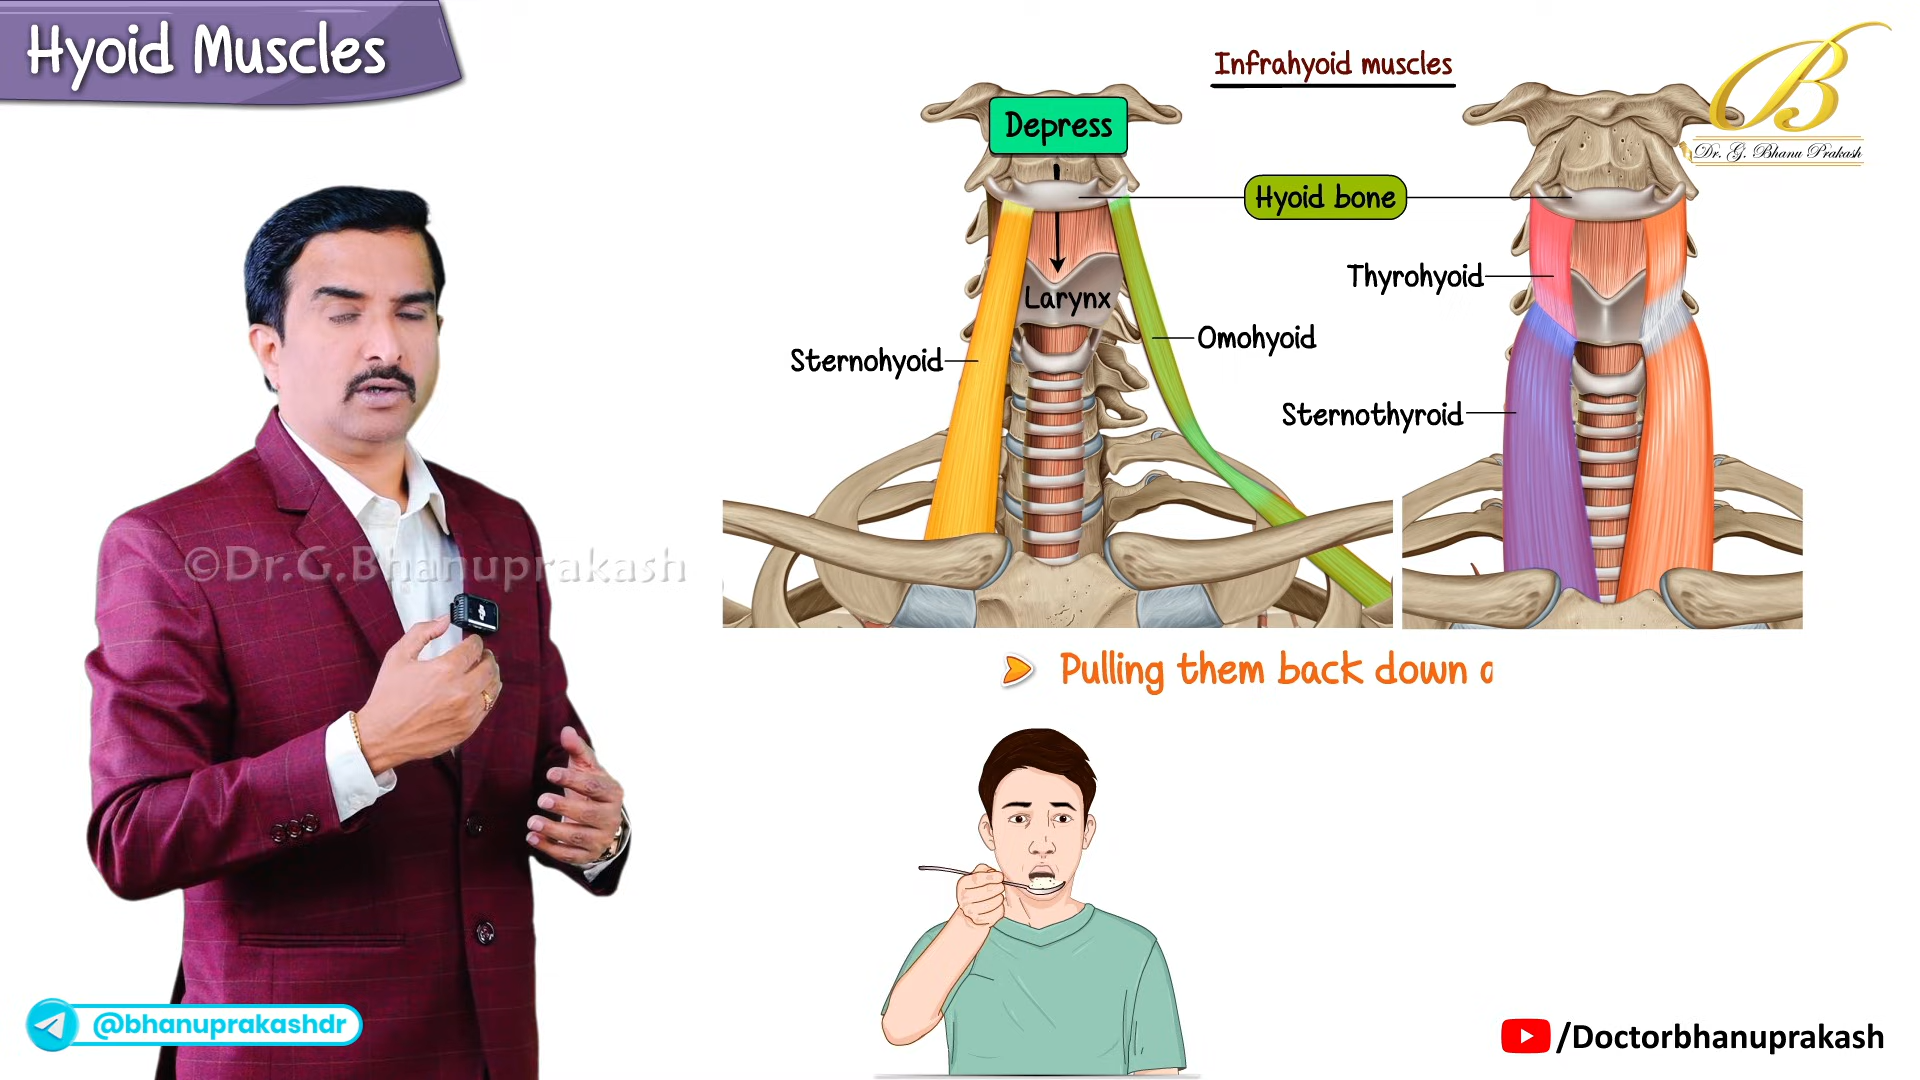 Hyoid Muscles
Infrahyoid muscles
Depress
Dr. G. Bhanu Prakash
Hyoid bone
Thyrohyoid
Larynx
Omohyoid
Sternohyoid
Sternothyroid
©Dr.G.Bhanuprakash
Pulling them back down
@bhanuprakashdr
/Doctorbhanuprakash